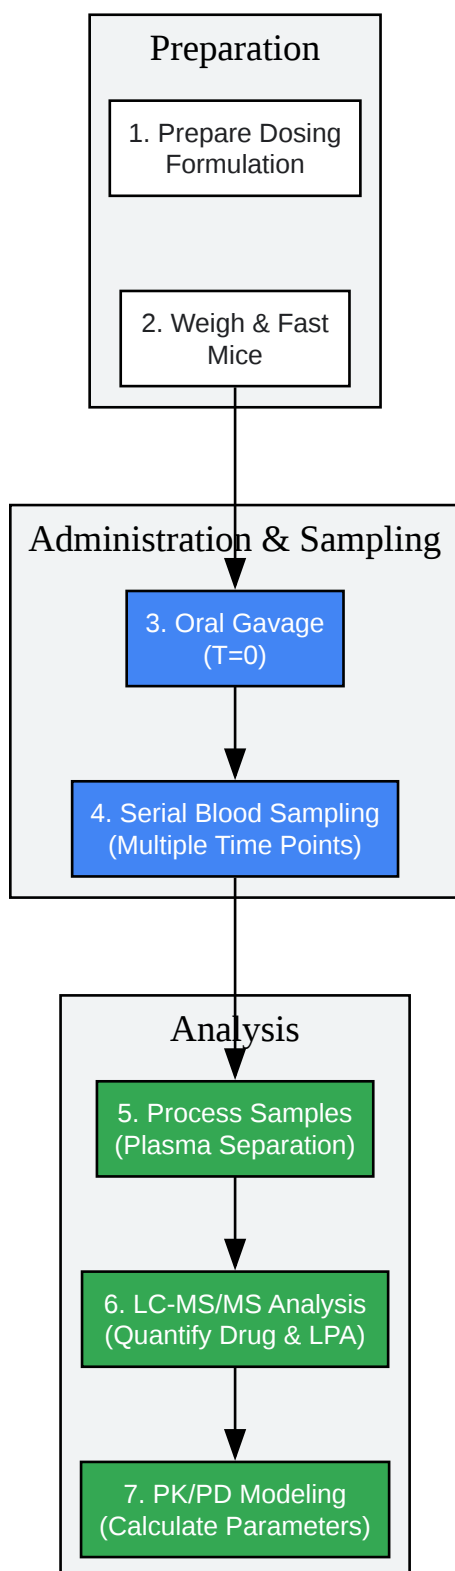 Preparation
1. Prepare Dosing
Formulation
2. Weigh & Fast
Mice
Administration & Sampling
3. Oral Gavage
(T=0)
4. Serial Blood Sampling
(Multiple Time Points)
Analysis
5. Process Samples
(Plasma Separation)
6. LC-MS/MS Analysis
(Quantify Drug & LPA)
7. PK/PD Modeling
(Calculate Parameters)